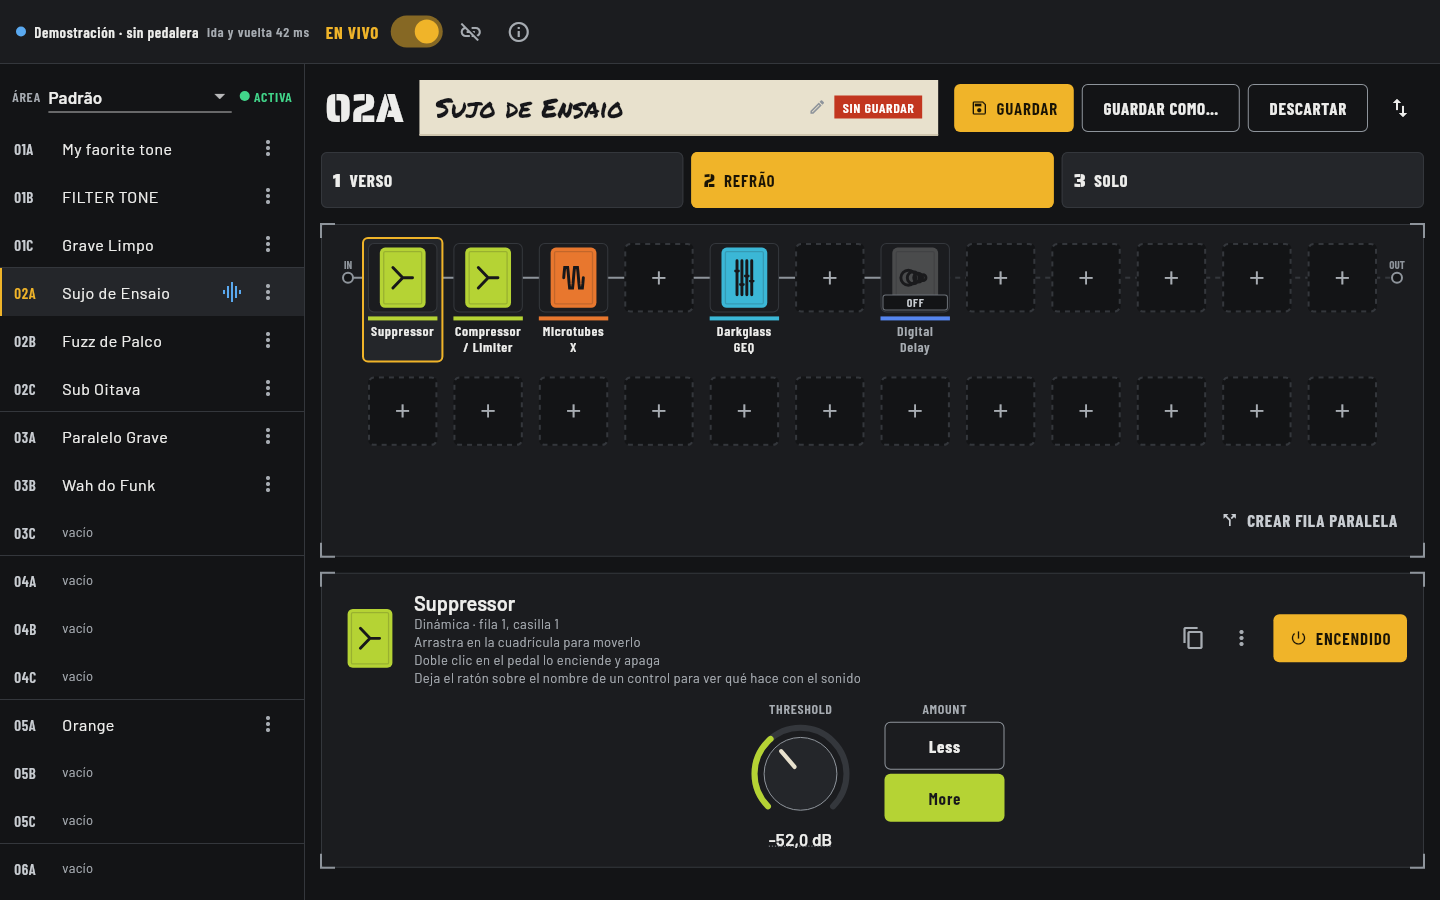 Demostración · sin pedalera Ida y vuelta 42 ms EN VIVO
ÁREA Padrão ACTIVA
01A My faorite tone
01B FILTER TONE
01C Grave Limpo
02A Sujo de Ensaio
02B Fuzz de Palco
02C Sub Oitava
03A Paralelo Grave
03B Wah do Funk
03C vacío
04A vacío
04B vacío
04C vacío
05A Orange
05B vacío
05C vacío
06A vacío
02A Sujo de Ensaio SIN GUARDAR GUARDAR GUARDAR COMO... DESCARTAR
1 VERSO 2 REFRÃO 3 SOLO
IN OUT
OFF
Suppressor
Compressor
/ Limiter
Microtubes
X
Darkglass
GEQ
Digital
Delay
CREAR FILA PARALELA
Suppressor
Dinámica · fila 1, casilla 1
Arrastra en la cuadrícula para moverlo
Doble clic en el pedal lo enciende y apaga
Deja el ratón sobre el nombre de un control para ver qué hace con el sonido
ENCENDIDO
THRESHOLD AMOUNT
Less
More
-52,0 dB